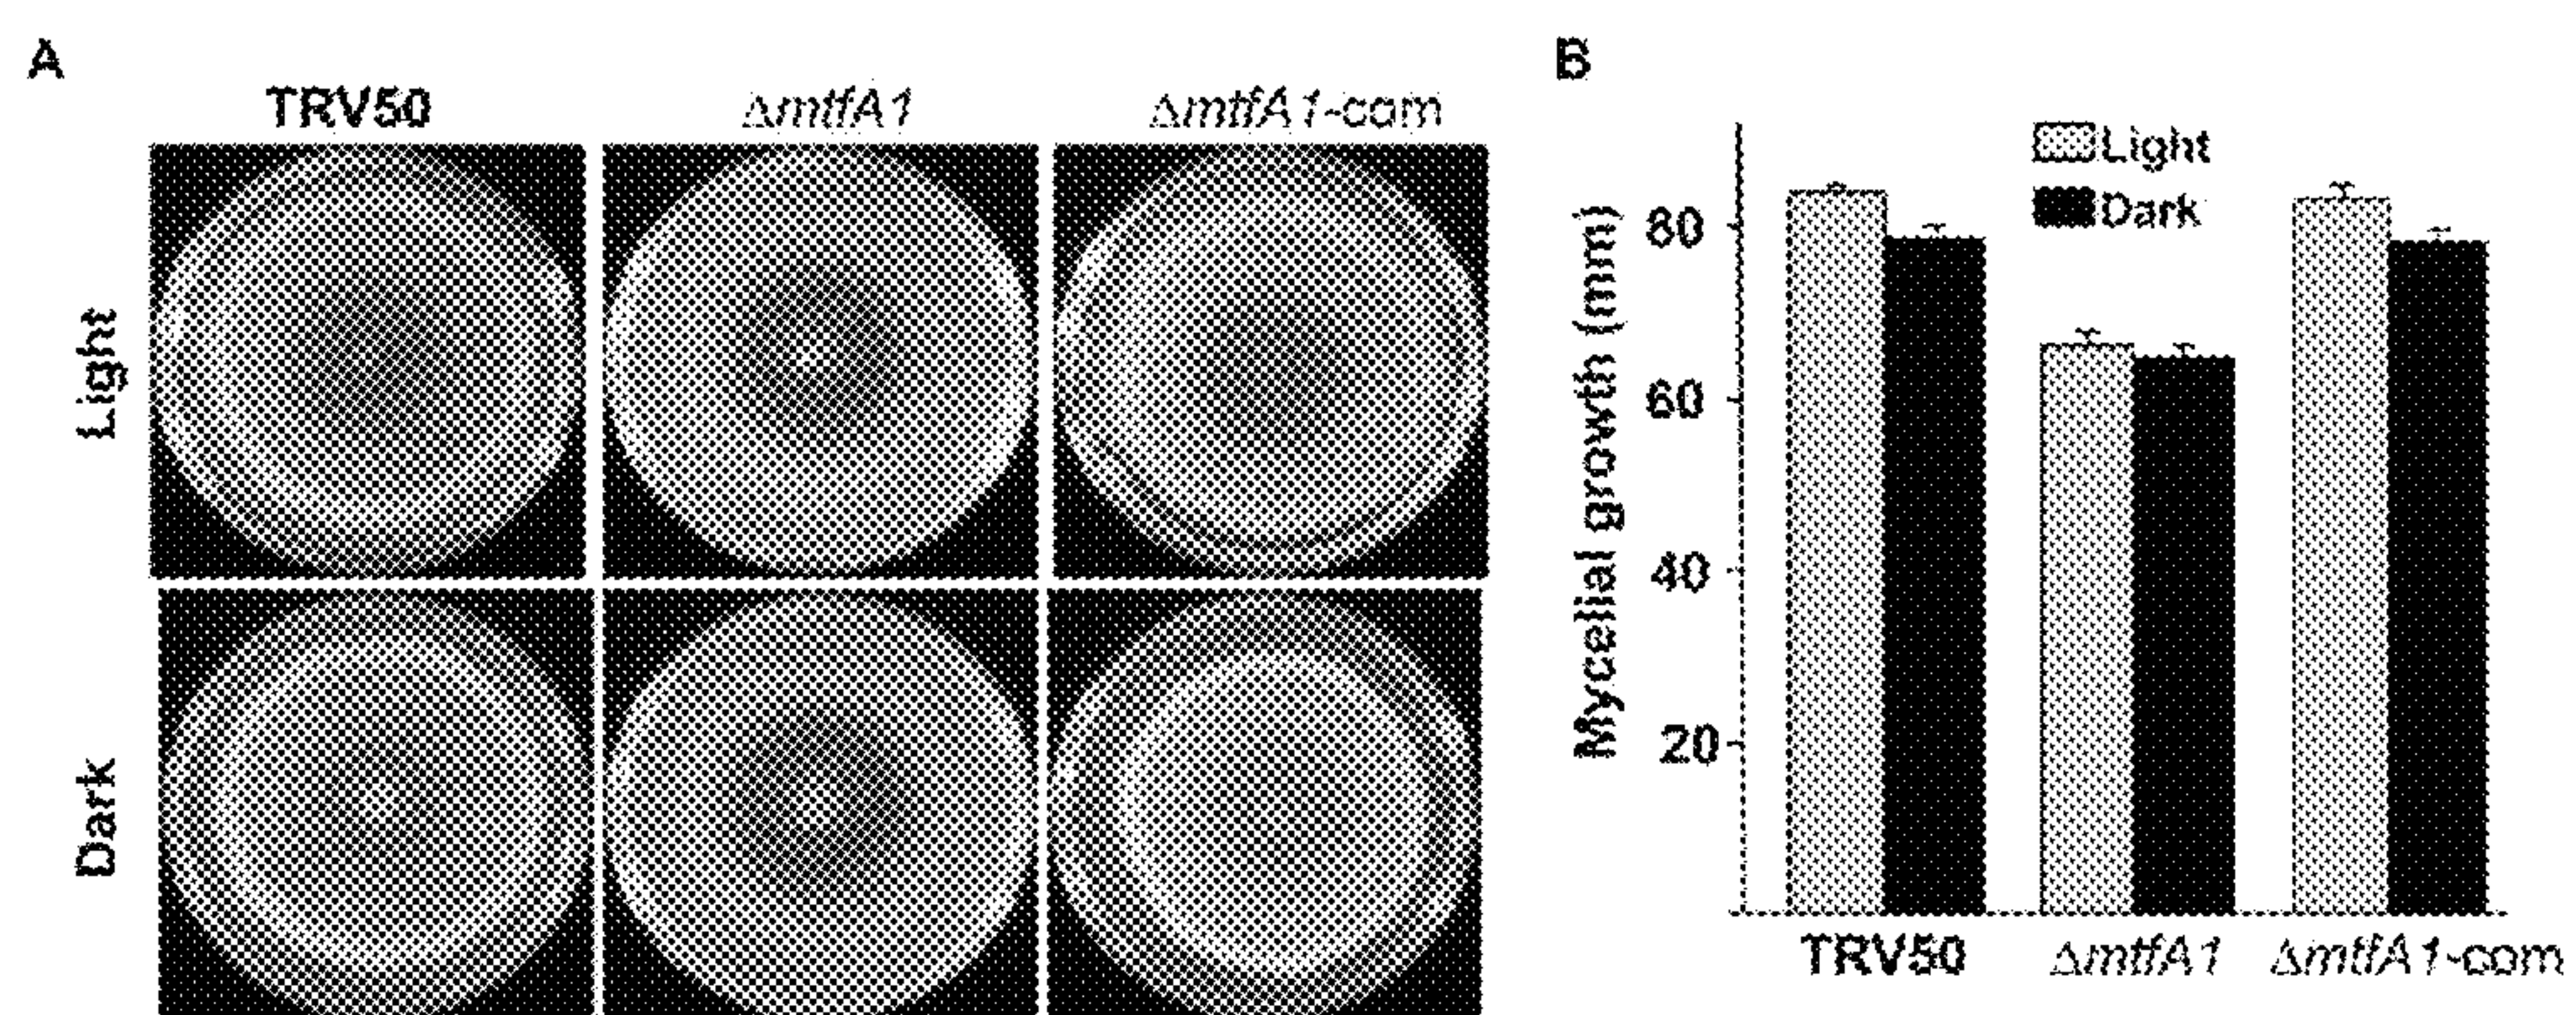 A
TRV50 ΔmtfA1 ΔmtfA1-com
Light
Dark
B
Light
Dark
Mycelial growth (mm)
80
60
40
20
TRV50 ΔmtfA1 ΔmtfA1-com